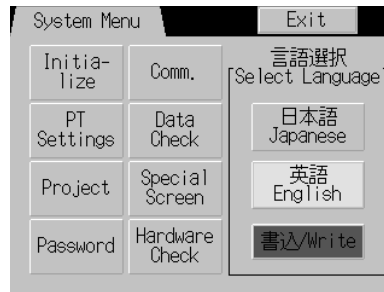 System Menu
Exit
Initia-
lize
Comm.
PT
Settings
Data
Check
Project
Special
Screen
Password
Hardware
Check
言語選択
Select Language
日本語
Japanese
英語
English
書込/Write